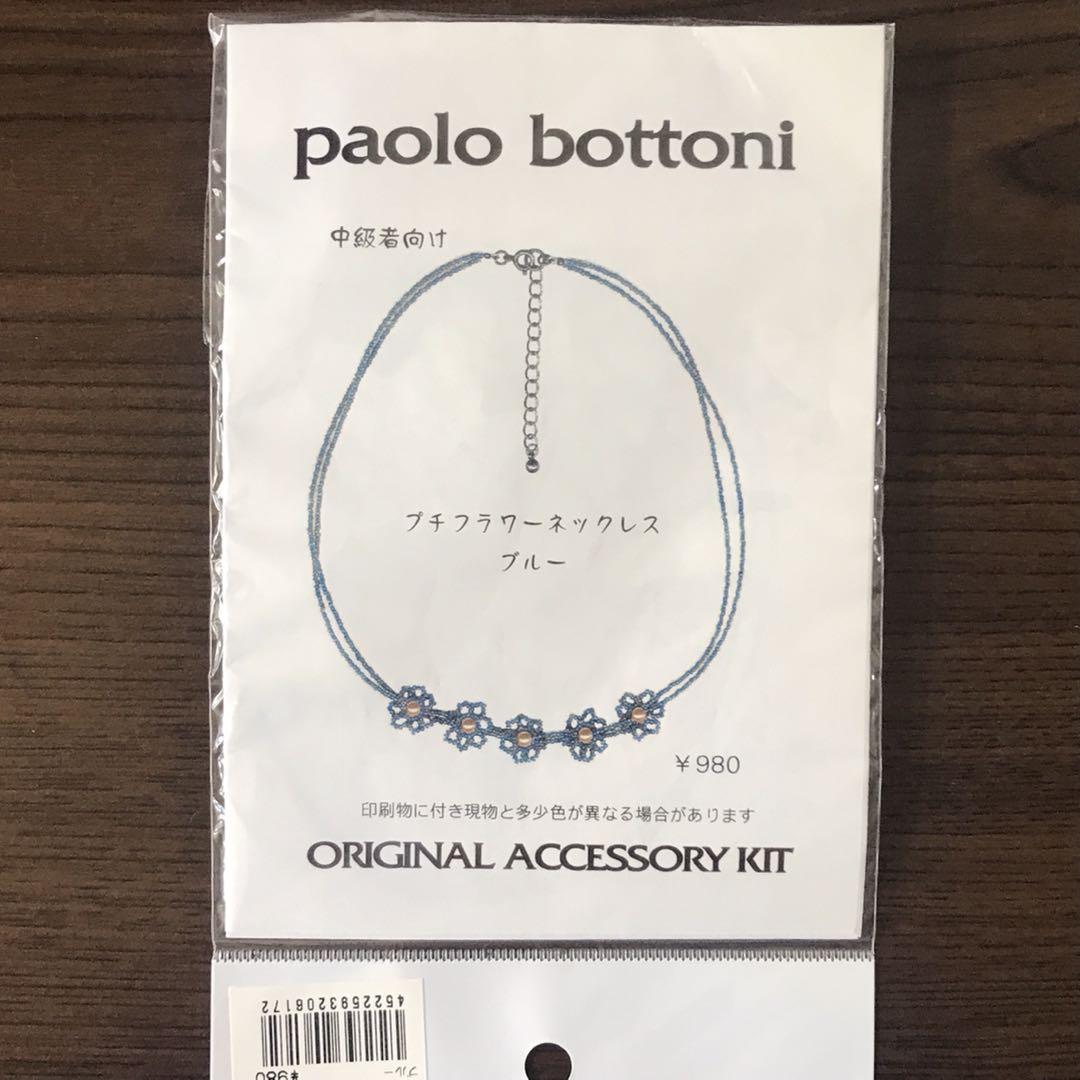 paolo bottoni
中級者向け
プチフラワーネックレス
ブルー
¥980
印刷物に付き現物と多少色が異なる場合があります
ORIGINAL ACCESSORY KIT
ブルー
¥980
4522593208172